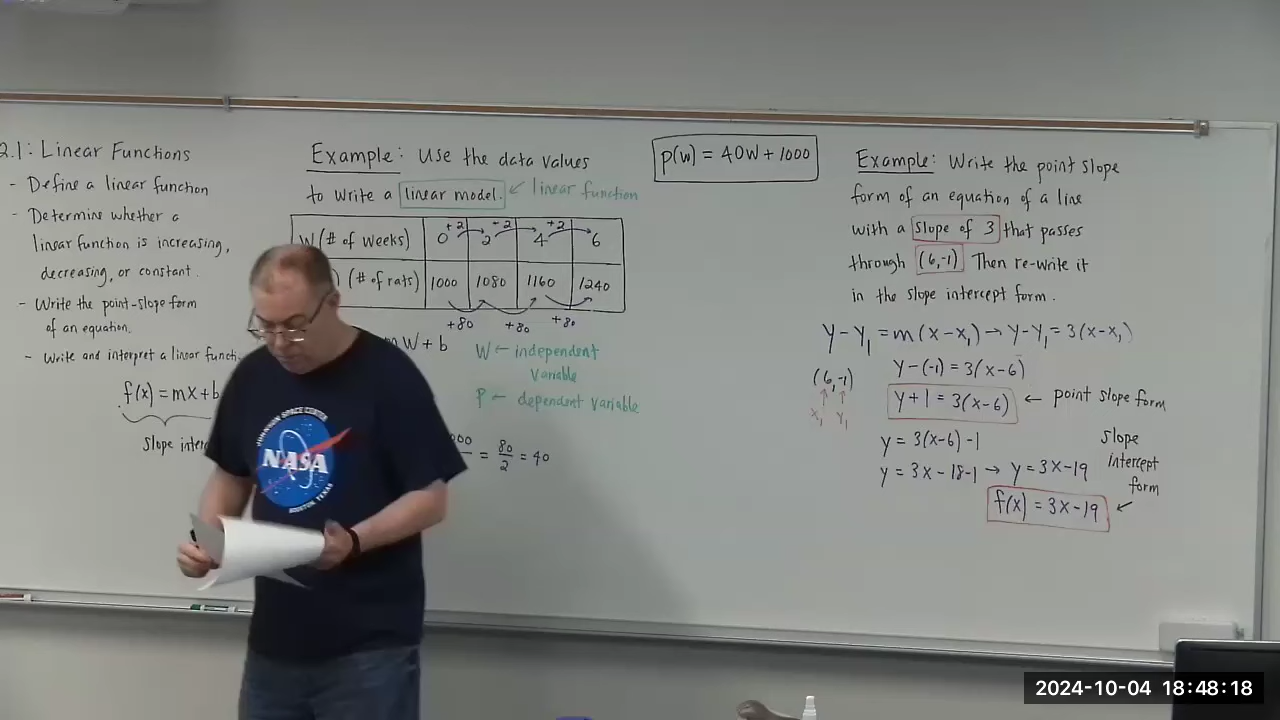 2.1: Linear Functions
- Define a linear function
- Determine whether a
linear function is increasing,
decreasing, or constant.
- Write the point-slope form
of an equation.
- Write and interpret a linear
f(x) = mx + b
slope
Example: Use the data values
to write a linear model. ← linear function
W (# of weeks) 0 2 4 6
+2 +2 +2
(# of rats) 1000 1080 1160 1240
+80 +80 +80
W + b
W ← independent
variable
P ← dependent variable
= 80/2 = 40
p(w) = 40w + 1000
Example: Write the point slope
form of an equation of a line
with a slope of 3 that passes
through (6,-1) Then re-write it
in the slope intercept form.
y - y₁ = m(x - x₁) → y - y₁ = 3(x - x₁)
y - (-1) = 3(x - 6)
(6,-1)
x₁ y₁
y + 1 = 3(x - 6) ← point slope form
y = 3(x-6) - 1
y = 3x - 18 - 1 → y = 3x - 19
f(x) = 3x - 19
slope
intercept
form
JOHNSON SPACE CENTER
NASA
HOUSTON TEXAS
2024-10-04 18:48:18